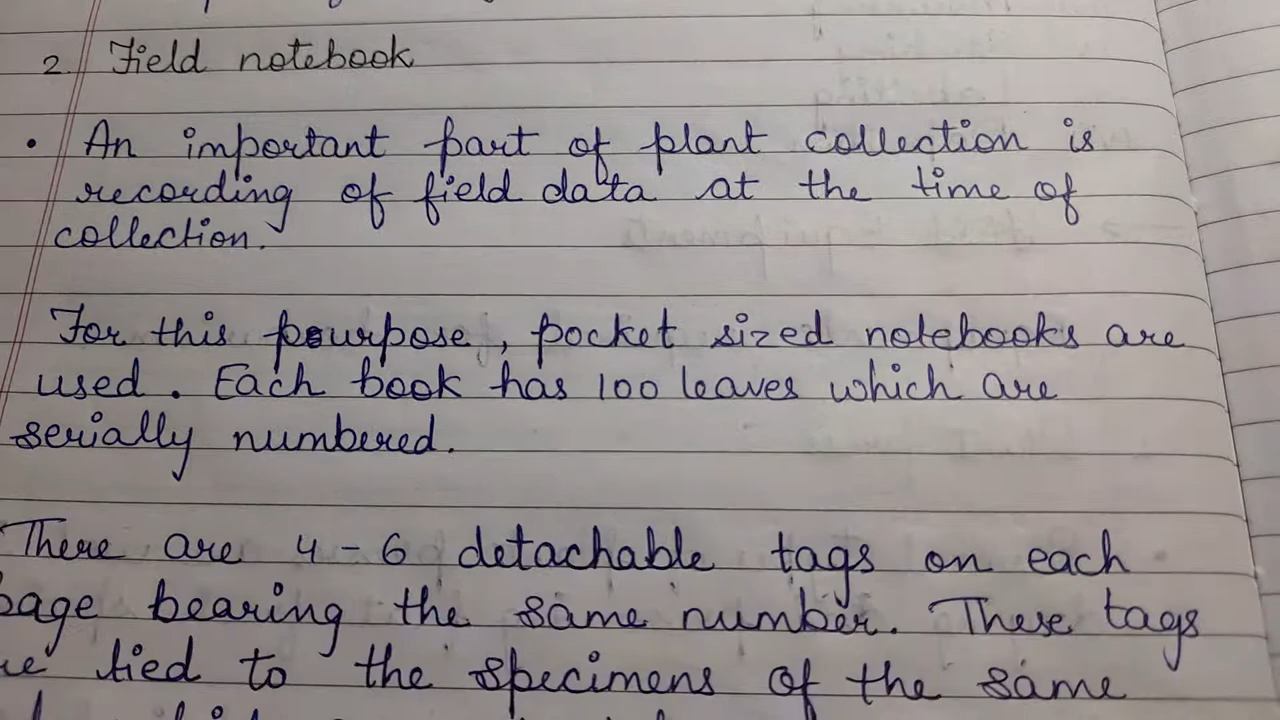 2. Field notebook
• An important part of plant collection is
recording of field data at the time of
collection.
For this pourpose, pocket sized notebooks are
used. Each book has 100 leaves which are
serially numbered.
There are 4-6 detachable tags on each
page bearing the same number. These tags
tied to the specimens of the same